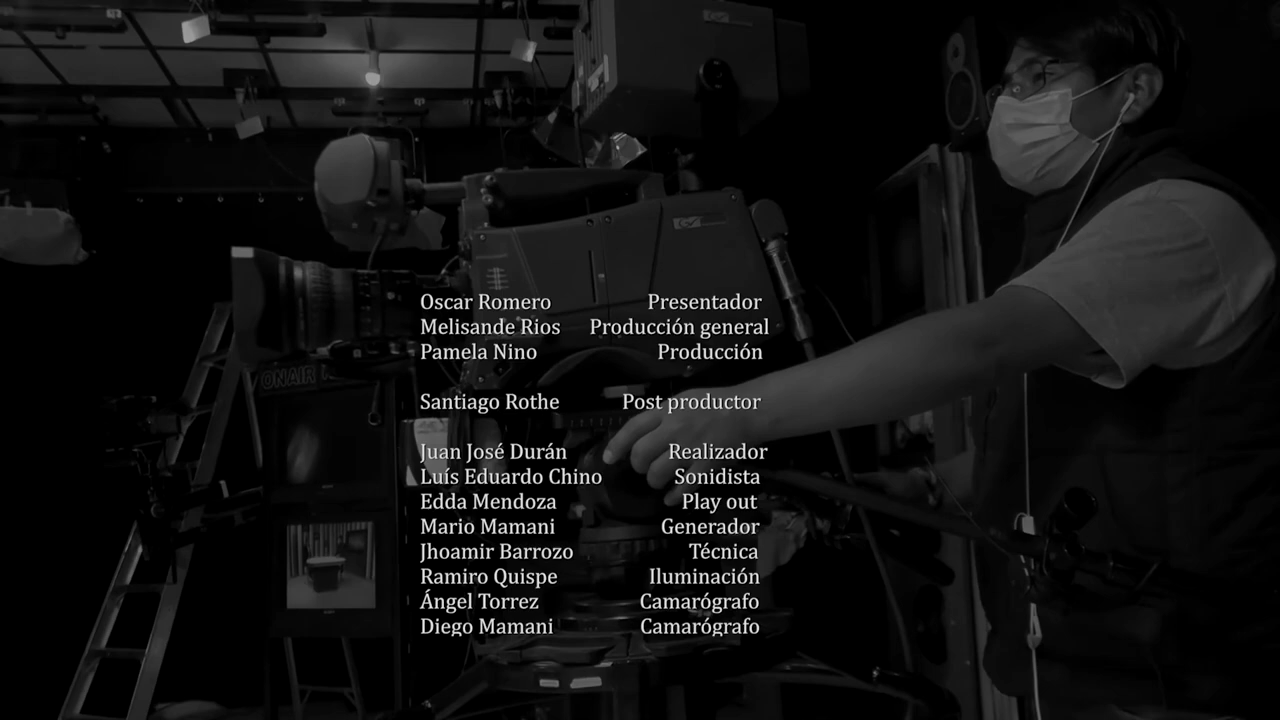 Oscar Romero Presentador
Melisande Rios Producción general
Pamela Nino Producción
Santiago Rothe Post productor
Juan José Durán Realizador
Luís Eduardo Chino Sonidista
Edda Mendoza Play out
Mario Mamani Generador
Jhoamir Barrozo Técnica
Ramiro Quispe Iluminación
Ángel Torrez Camarógrafo
Diego Mamani Camarógrafo
ONAIR